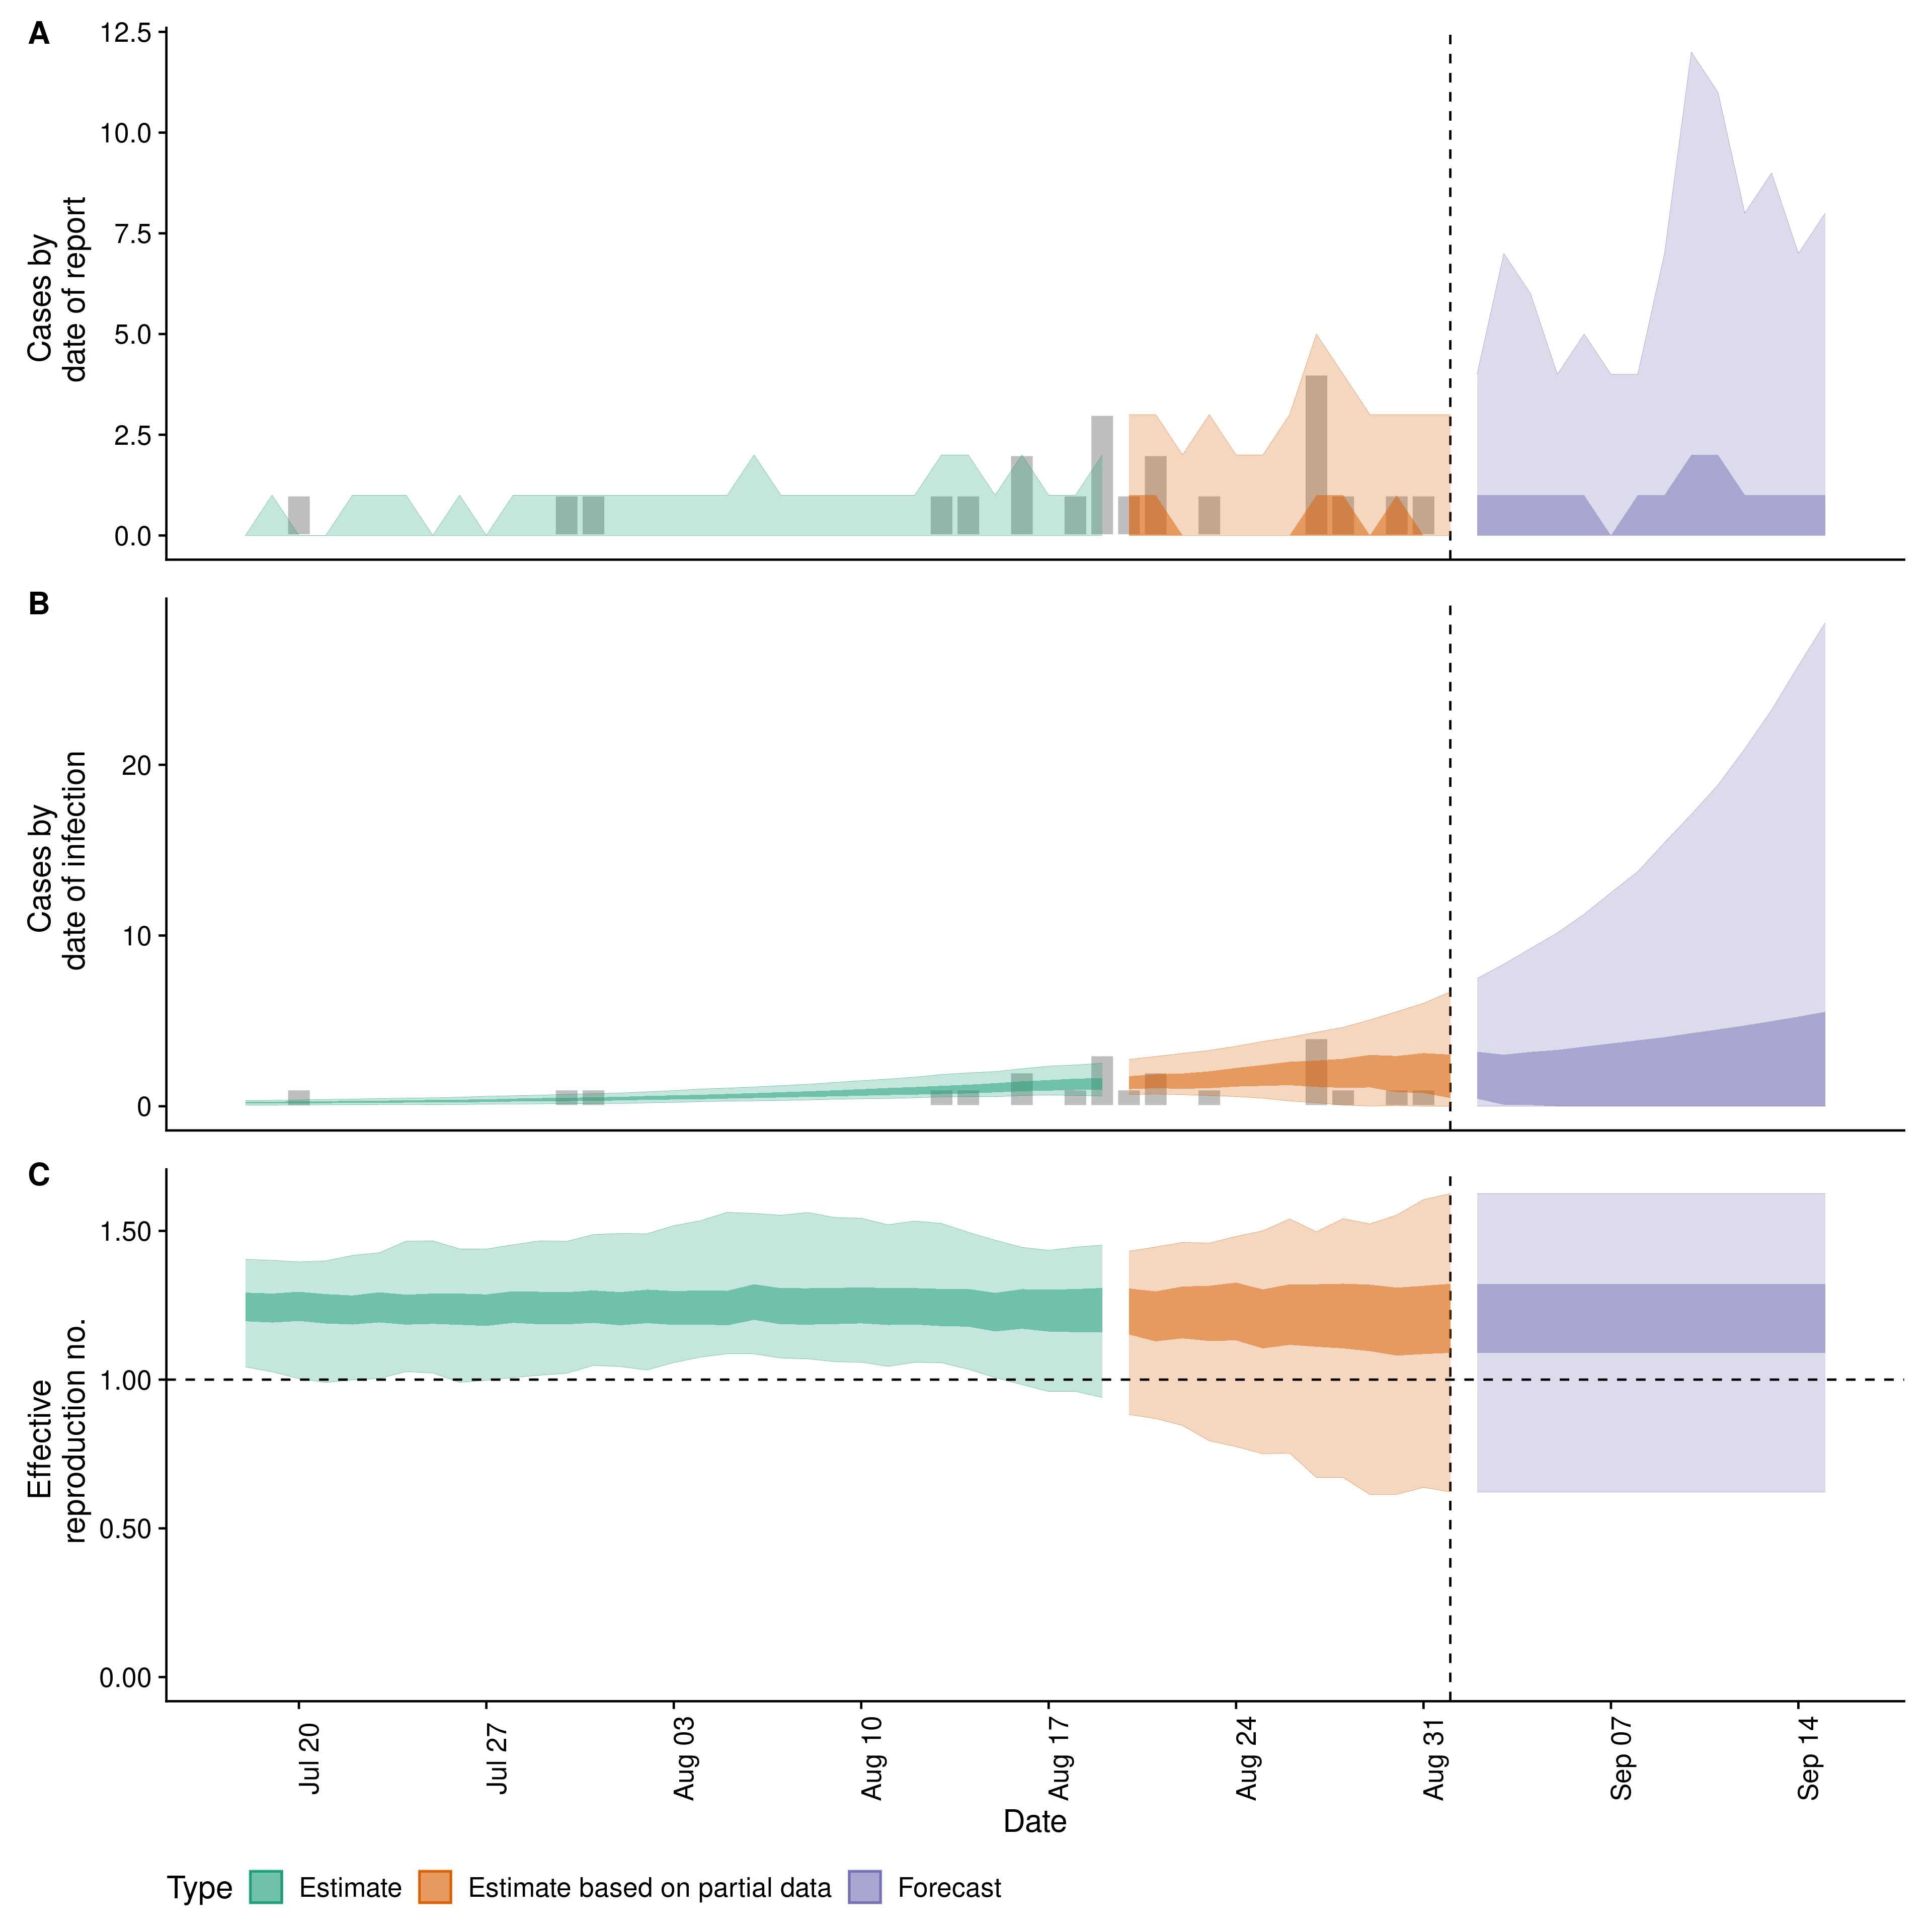 A
Cases by
date of report
12.5
10.0
7.5
5.0
2.5
0.0
B
Cases by
date of infection
20
10
0
C
Effective
reproduction no.
1.50
1.00
0.50
0.00
Jul 20
Jul 27
Aug 03
Aug 10
Aug 17
Aug 24
Aug 31
Sep 07
Sep 14
Date
Type
Estimate
Estimate based on partial data
Forecast